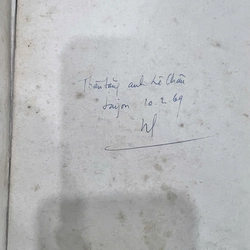 Thân tặng anh Lê Châu
Saigon 10.2.69